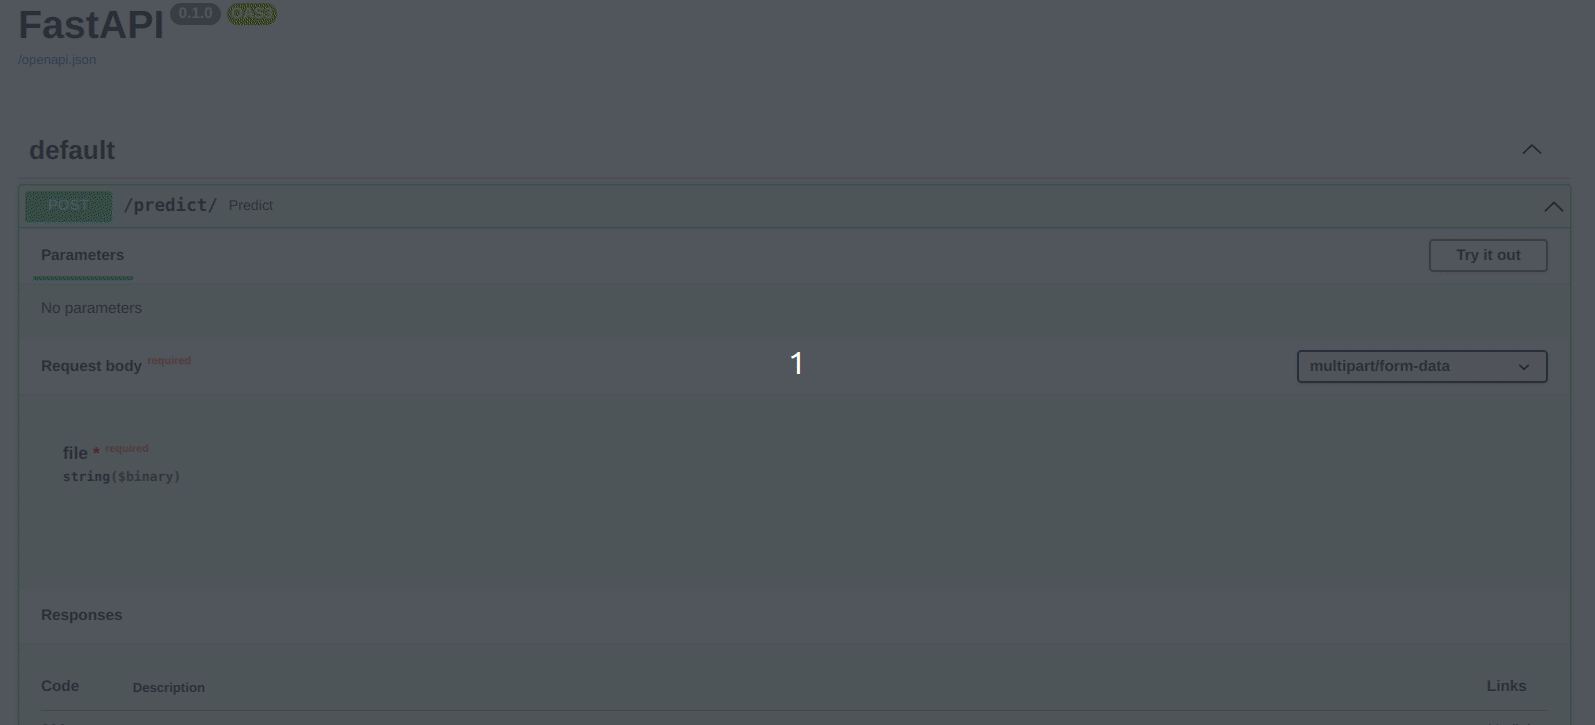 FastAPI 0.1.0 OAS3
/openapi.json
default
POST /predict/ Predict
Parameters Try it out
No parameters
Request body required multipart/form-data
1
file * required
string($binary)
Responses
Code Description Links